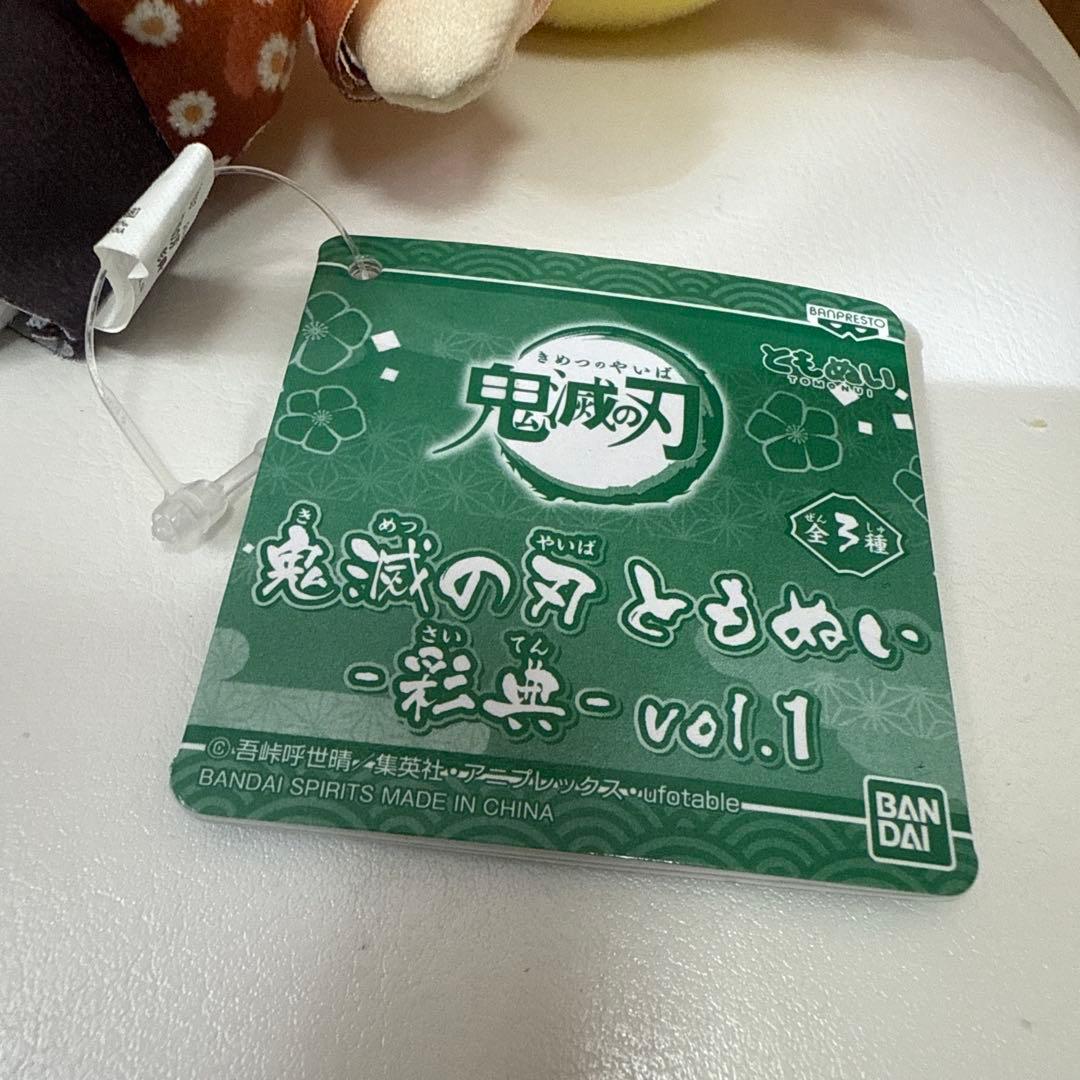 BANPRESTO
ともぬい
TOMONUI
きめつのやいば
鬼滅の刃
ぜん しゅ
全3種
き めつ やいば
鬼滅の刃 ともぬい
さい てん
-彩典- vol.1
©吾峠呼世晴/集英社・アニプレックス・ufotable
BANDAI SPIRITS MADE IN CHINA
BAN
DAI